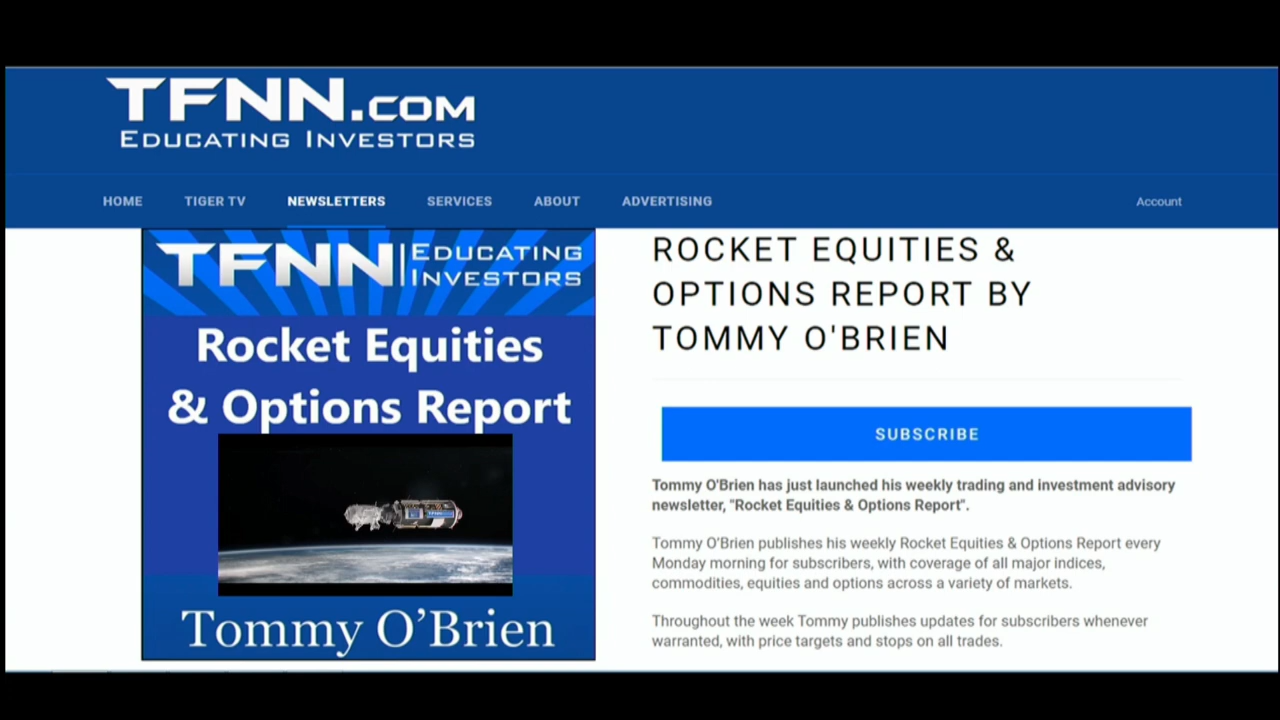 TFNN.COM
EDUCATING INVESTORS
HOME TIGER TV NEWSLETTERS SERVICES ABOUT ADVERTISING Account
TFNN | EDUCATING
INVESTORS
Rocket Equities
& Options Report
Tommy O’Brien
ROCKET EQUITIES &
OPTIONS REPORT BY
TOMMY O'BRIEN
SUBSCRIBE
Tommy O'Brien has just launched his weekly trading and investment advisory
newsletter, "Rocket Equities & Options Report".
Tommy O'Brien publishes his weekly Rocket Equities & Options Report every
Monday morning for subscribers, with coverage of all major indices,
commodities, equities and options across a variety of markets.
Throughout the week Tommy publishes updates for subscribers whenever
warranted, with price targets and stops on all trades.